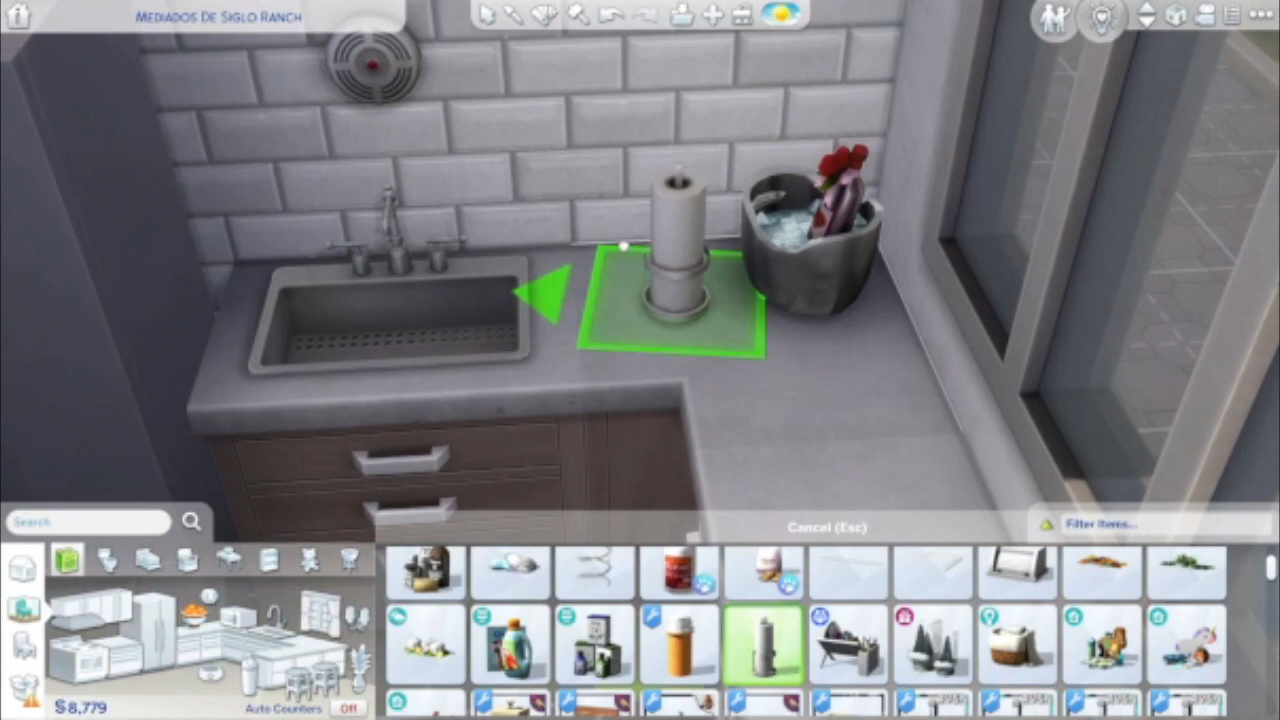 MEDIADOS DE SIGLO RANCH
Cancel (Esc)
Search
Filter Items...
§8,779
Auto Counters
Off